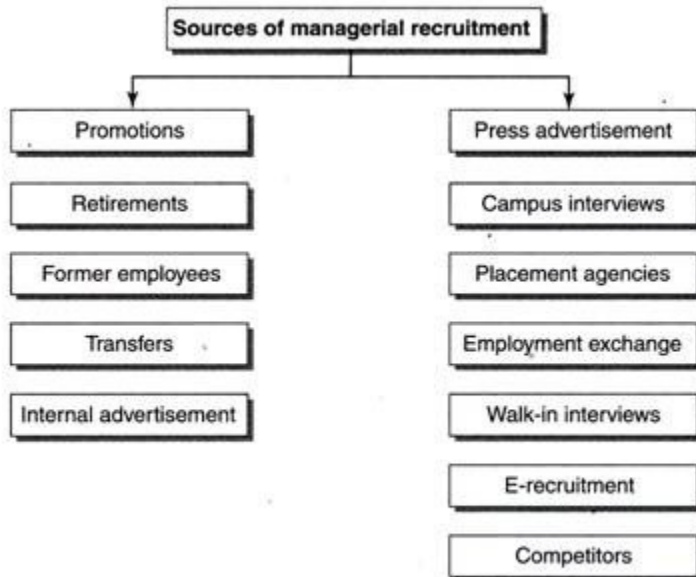 Sources of managerial recruitment
Promotions
Retirements
Former employees
Transfers
Internal advertisement
Press advertisement
Campus interviews
Placement agencies
Employment exchange
Walk-in interviews
E-recruitment
Competitors